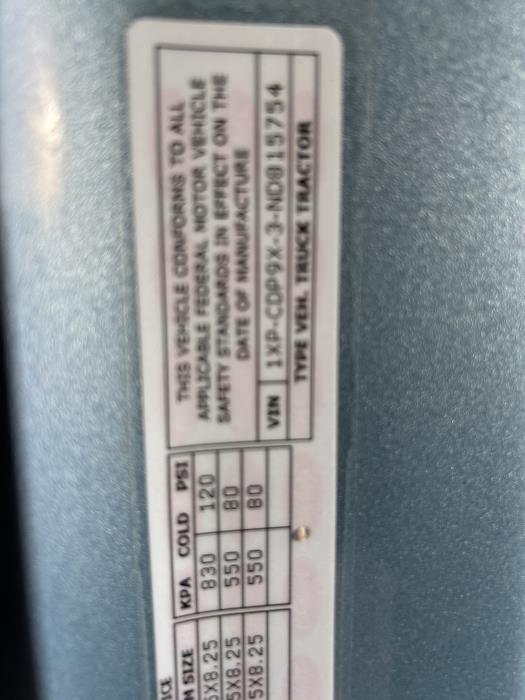 THIS VEHICLE CONFORMS TO ALL
APPLICABLE FEDERAL MOTOR VEHICLE
SAFETY STANDARDS IN EFFECT ON THE
DATE OF MANUFACTURE
VIN 1XP-CDP9X-3-ND815754
TYPE VEH. TRUCK TRACTOR
M SIZE KPA COLD PSI
5X8.25 830 120
5X8.25 550 80
5X8.25 550 80